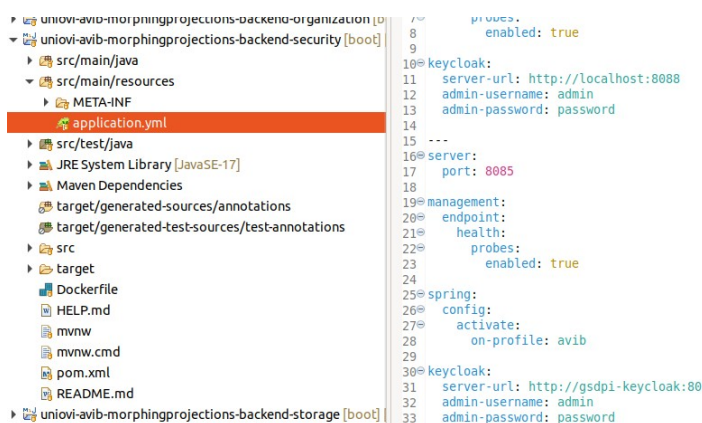 uniovi-avib-morphingprojections-backend-organization [b
uniovi-avib-morphingprojections-backend-security [boot] [
src/main/java
src/main/resources
META-INF
application.yml
src/test/java
JRE System Library [JavaSE-17]
Maven Dependencies
target/generated-sources/annotations
target/generated-test-sources/test-annotations
src
target
Dockerfile
HELP.md
mvnw
mvnw.cmd
pom.xml
README.md
uniovi-avib-morphingprojections-backend-storage [boot] [
7 probes:
8 enabled: true
9
10 keycloak:
11 server-url: http://localhost:8088
12 admin-username: admin
13 admin-password: password
14
15 ---
16 server:
17 port: 8085
18
19 management:
20 endpoint:
21 health:
22 probes:
23 enabled: true
24
25 spring:
26 config:
27 activate:
28 on-profile: avib
29
30 keycloak:
31 server-url: http://gsdpi-keycloak:80
32 admin-username: admin
33 admin-password: password